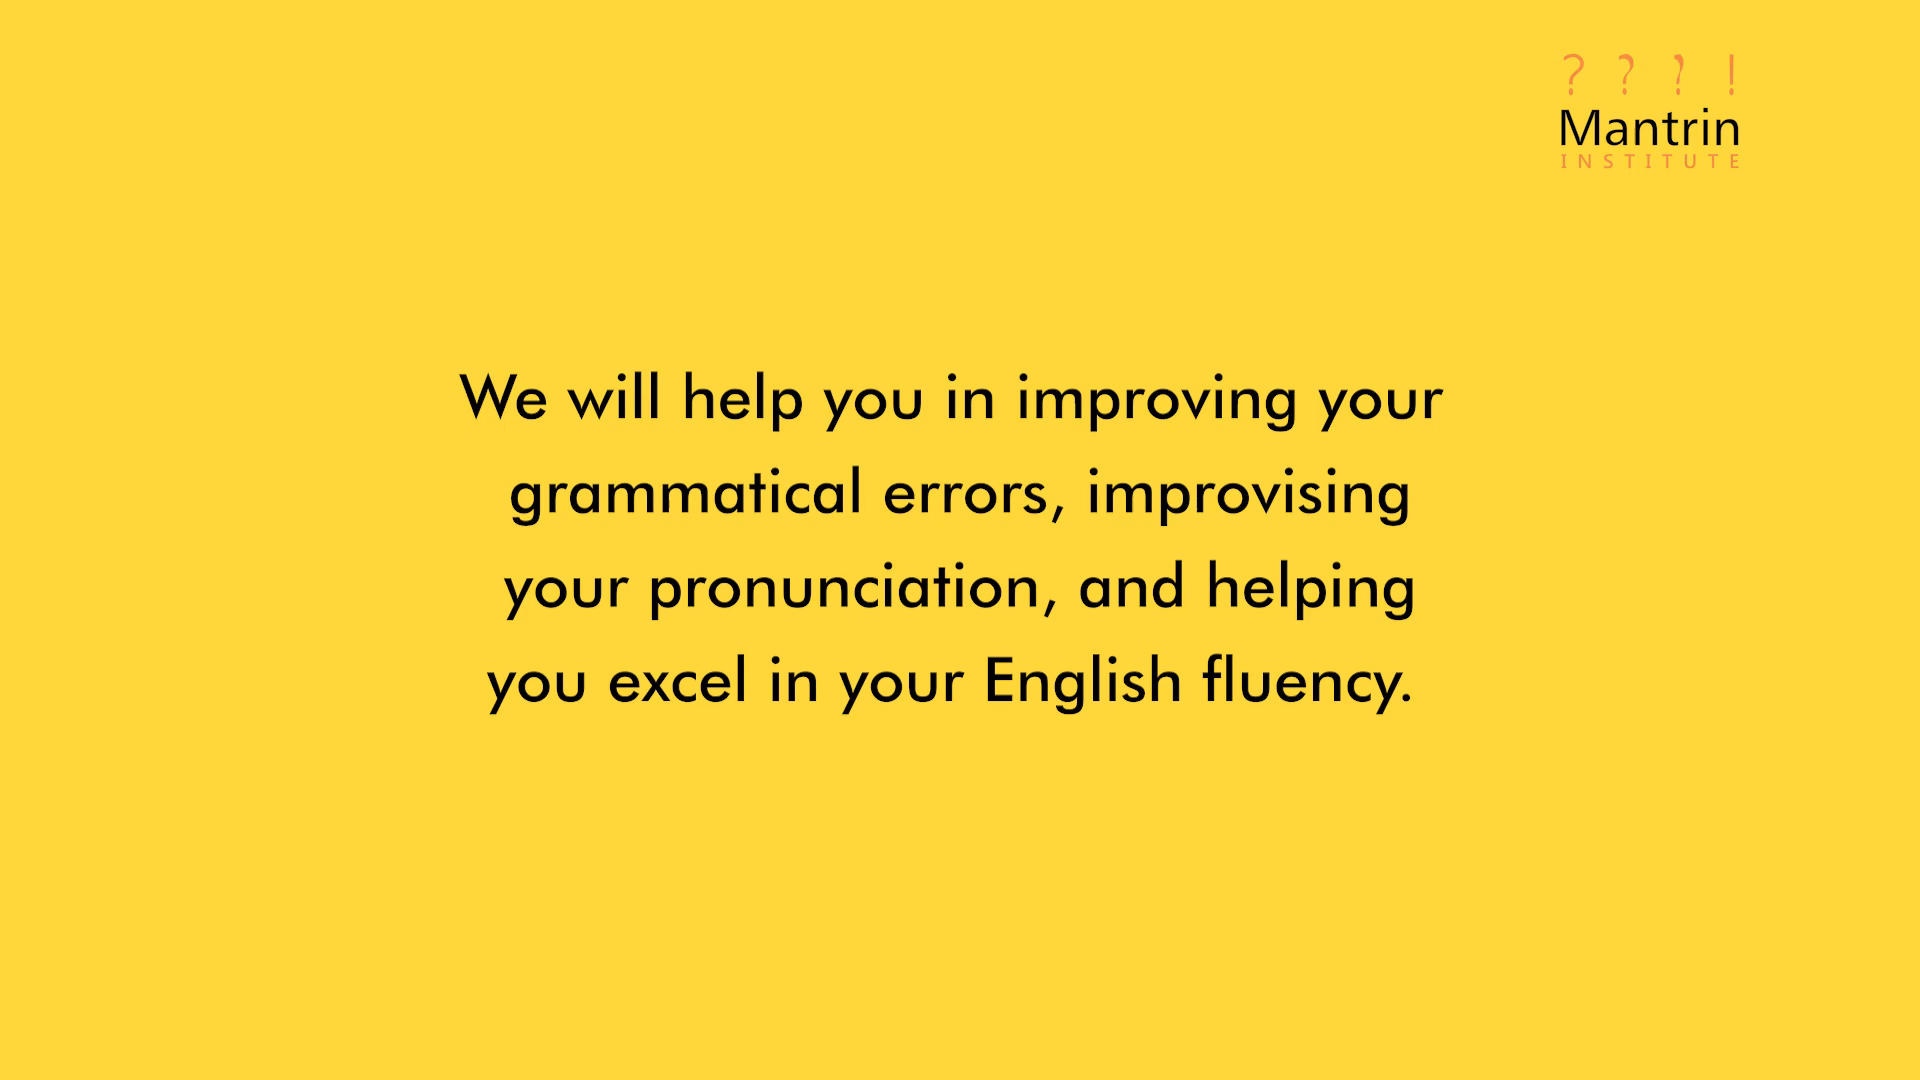 ? ? ? !
Mantrin
INSTITUTE
We will help you in improving your
grammatical errors, improvising
your pronunciation, and helping
you excel in your English fluency.